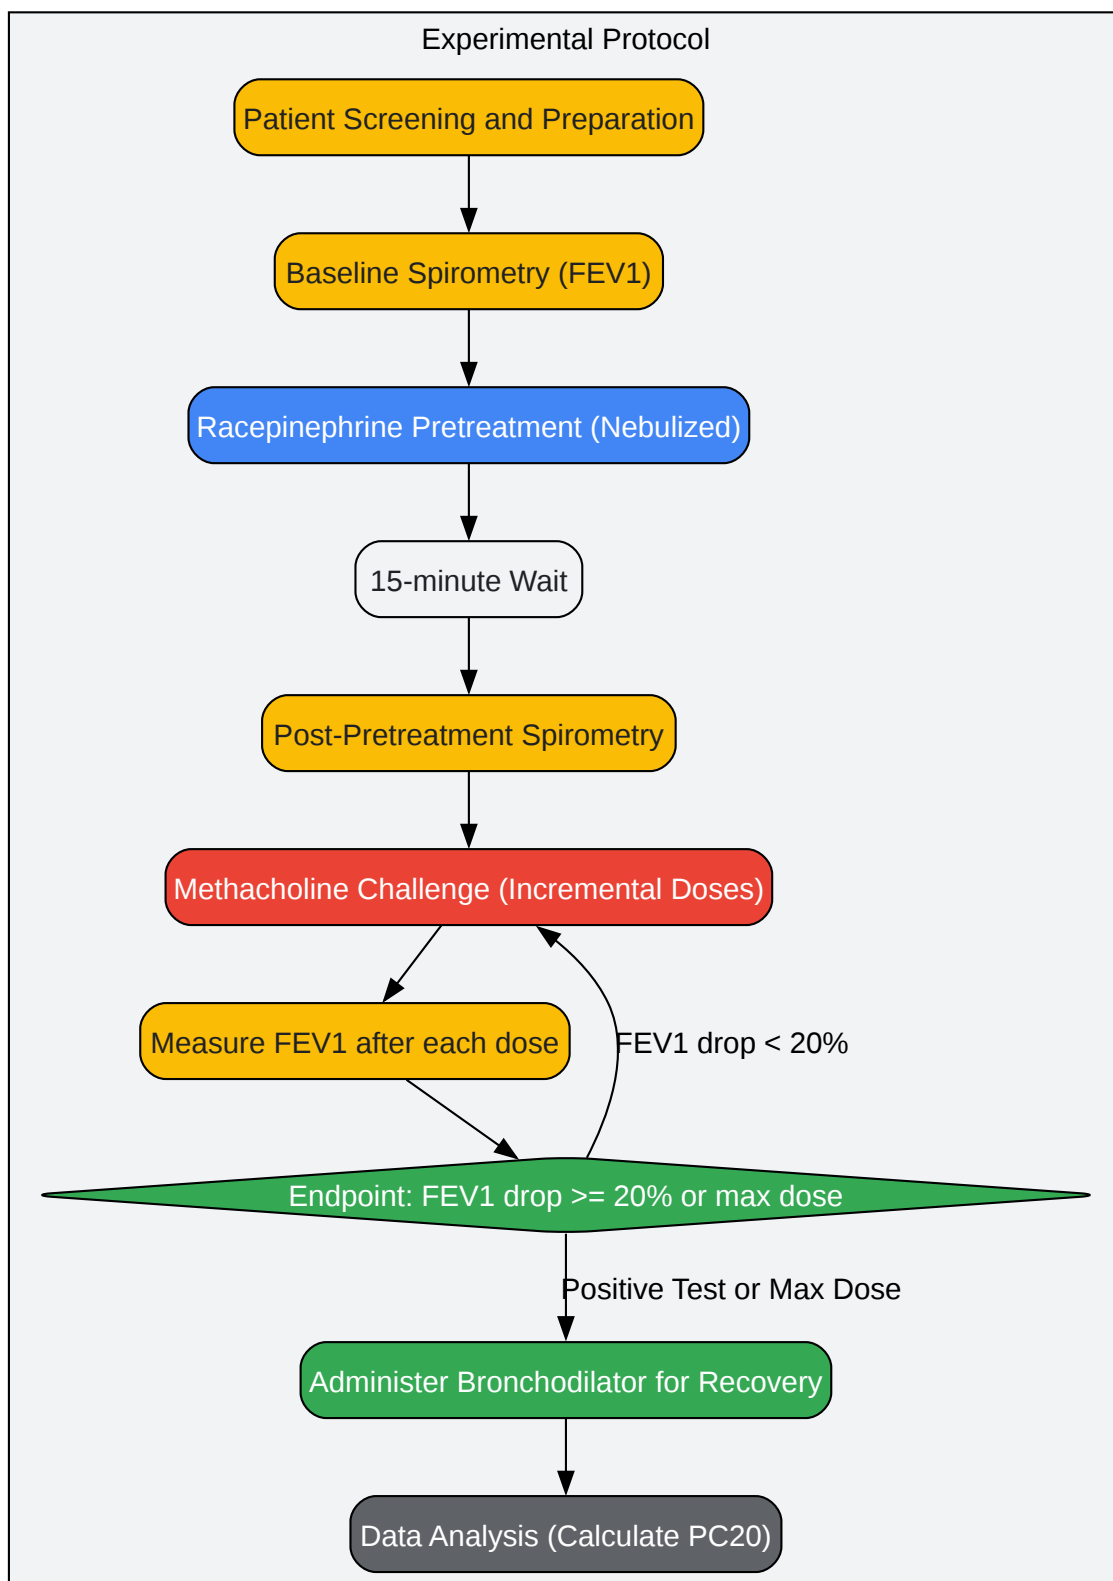 Experimental Protocol
Patient Screening and Preparation
Baseline Spirometry (FEV1)
Racepinephrine Pretreatment (Nebulized)
15-minute Wait
Post-Pretreatment Spirometry
Methacholine Challenge (Incremental Doses)
Measure FEV1 after each dose
FEV1 drop < 20%
Endpoint: FEV1 drop >= 20% or max dose
Positive Test or Max Dose
Administer Bronchodilator for Recovery
Data Analysis (Calculate PC20)